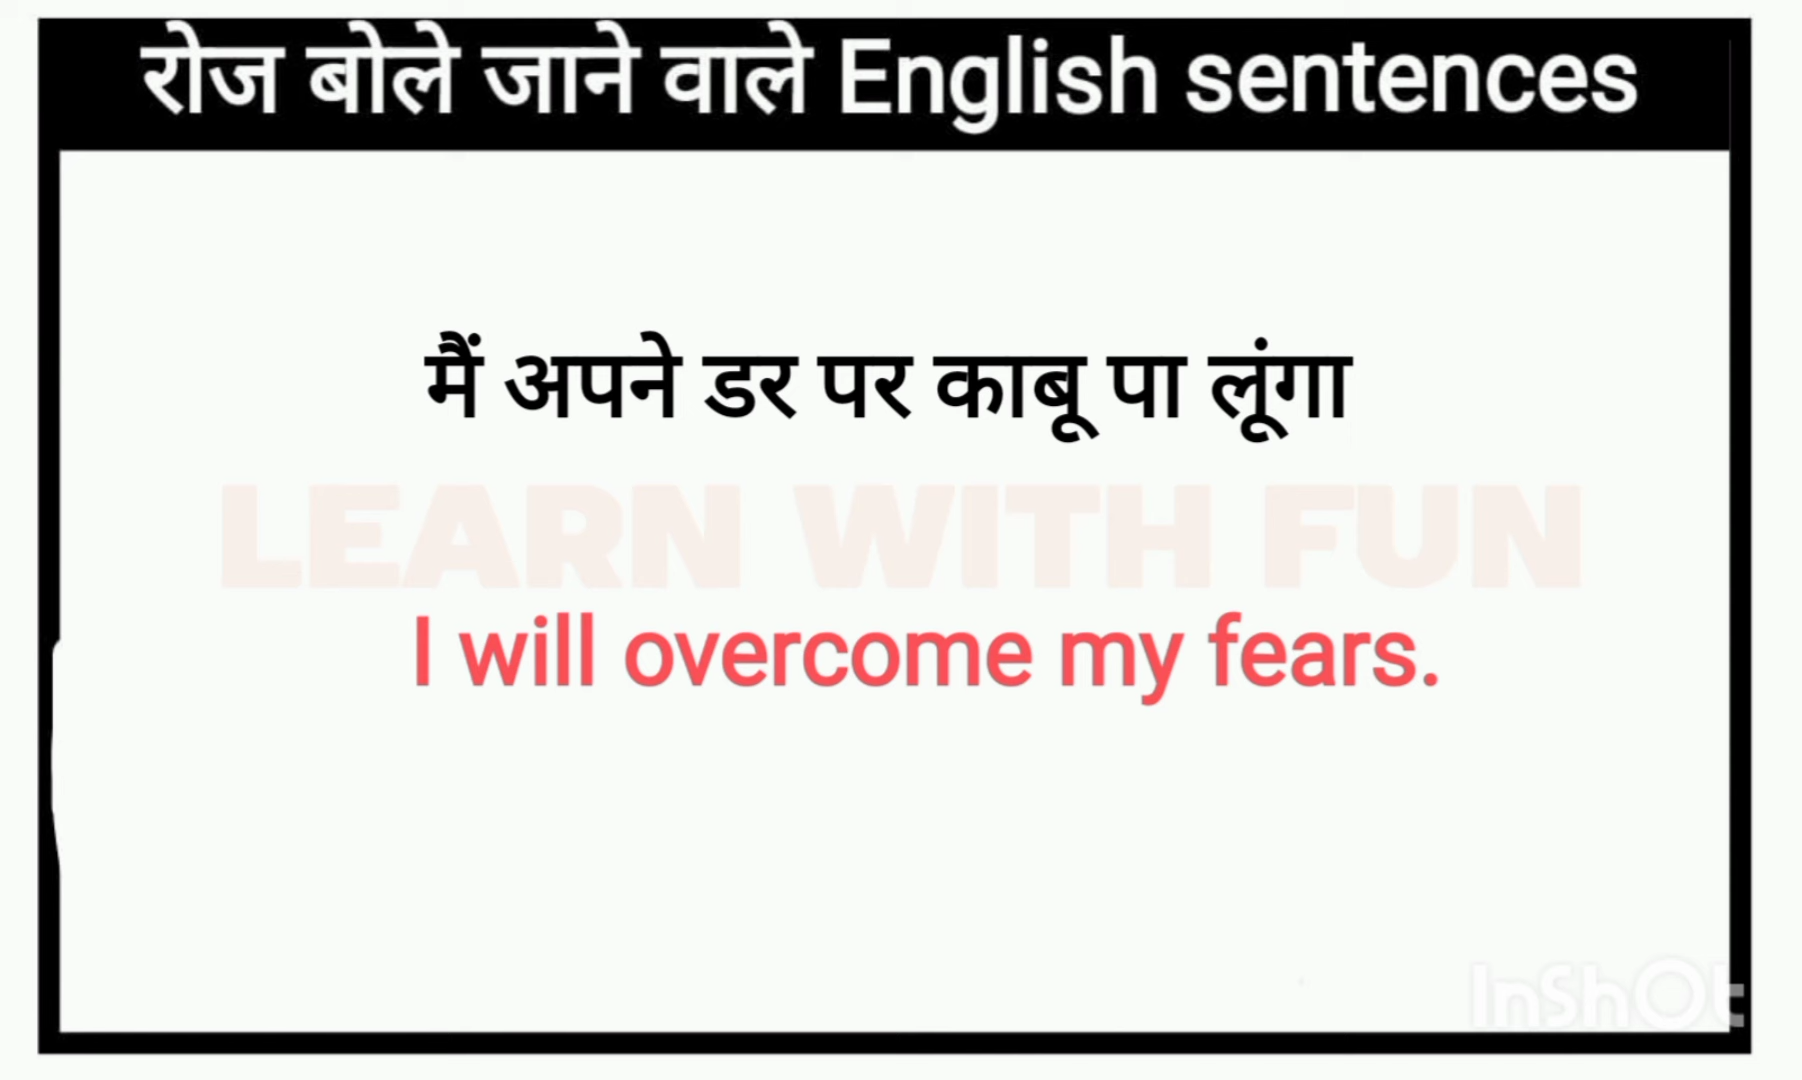 रोज बोले जाने वाले English sentences
मैं अपने डर पर काबू पा लूंगा
LEARN WITH FUN
I will overcome my fears.
InShOt